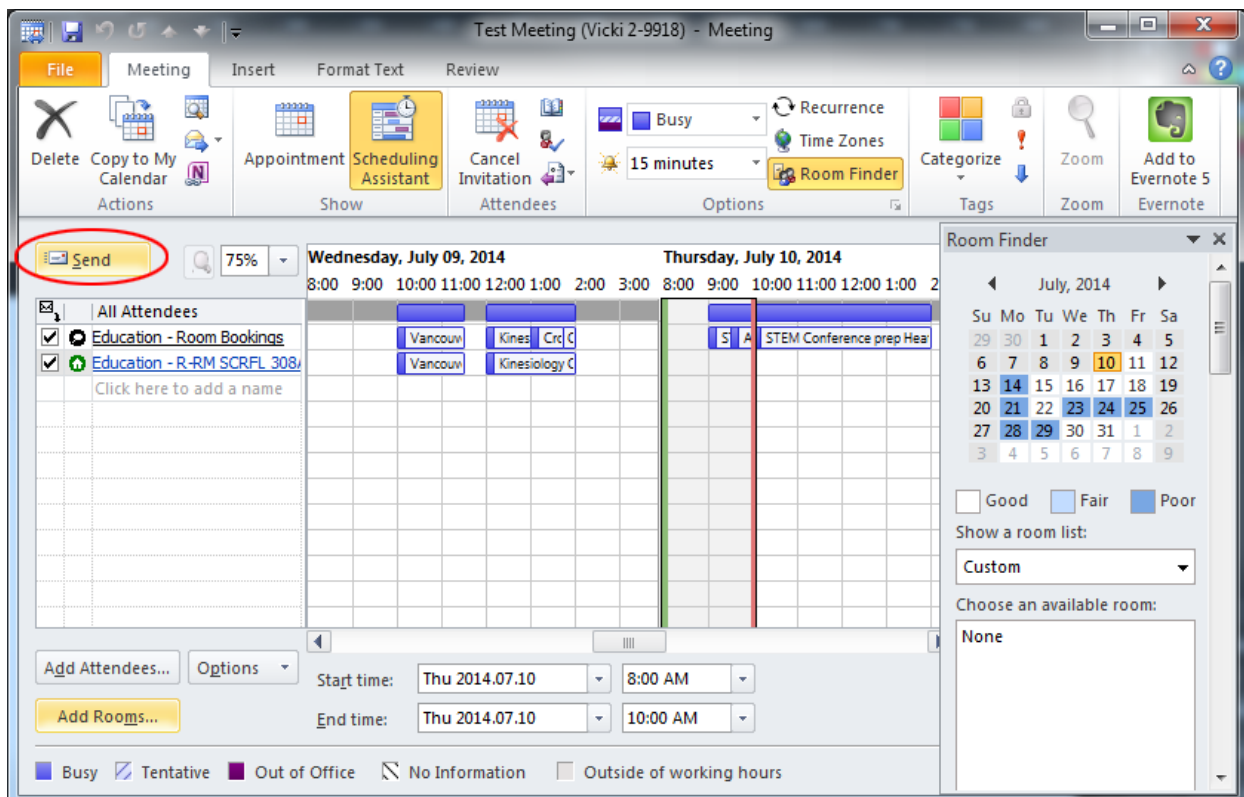 Test Meeting (Vicki 2-9918) - Meeting
File Meeting Insert Format Text Review
Delete Copy to My Calendar
Actions
Appointment Scheduling Assistant
Show
Cancel Invitation
Attendees
Busy
15 minutes
Recurrence
Time Zones
Room Finder
Options
Categorize
Tags
Zoom
Zoom
Add to Evernote 5
Evernote
Send 75%
Wednesday, July 09, 2014 Thursday, July 10, 2014
8:00 9:00 10:00 11:00 12:00 1:00 2:00 3:00 8:00 9:00 10:00 11:00 12:00 1:00 2
All Attendees
Education - Room Bookings Vancouv Kines Crc C S A STEM Conference prep Hear
Education - R-RM SCRFL 308A Vancouv Kinesiology C
Click here to add a name
Add Attendees... Options
Add Rooms...
Start time: Thu 2014.07.10 8:00 AM
End time: Thu 2014.07.10 10:00 AM
Busy Tentative Out of Office No Information Outside of working hours
Room Finder
July, 2014
Su Mo Tu We Th Fr Sa
29 30 1 2 3 4 5
6 7 8 9 10 11 12
13 14 15 16 17 18 19
20 21 22 23 24 25 26
27 28 29 30 31 1 2
3 4 5 6 7 8 9
Good Fair Poor
Show a room list:
Custom
Choose an available room:
None